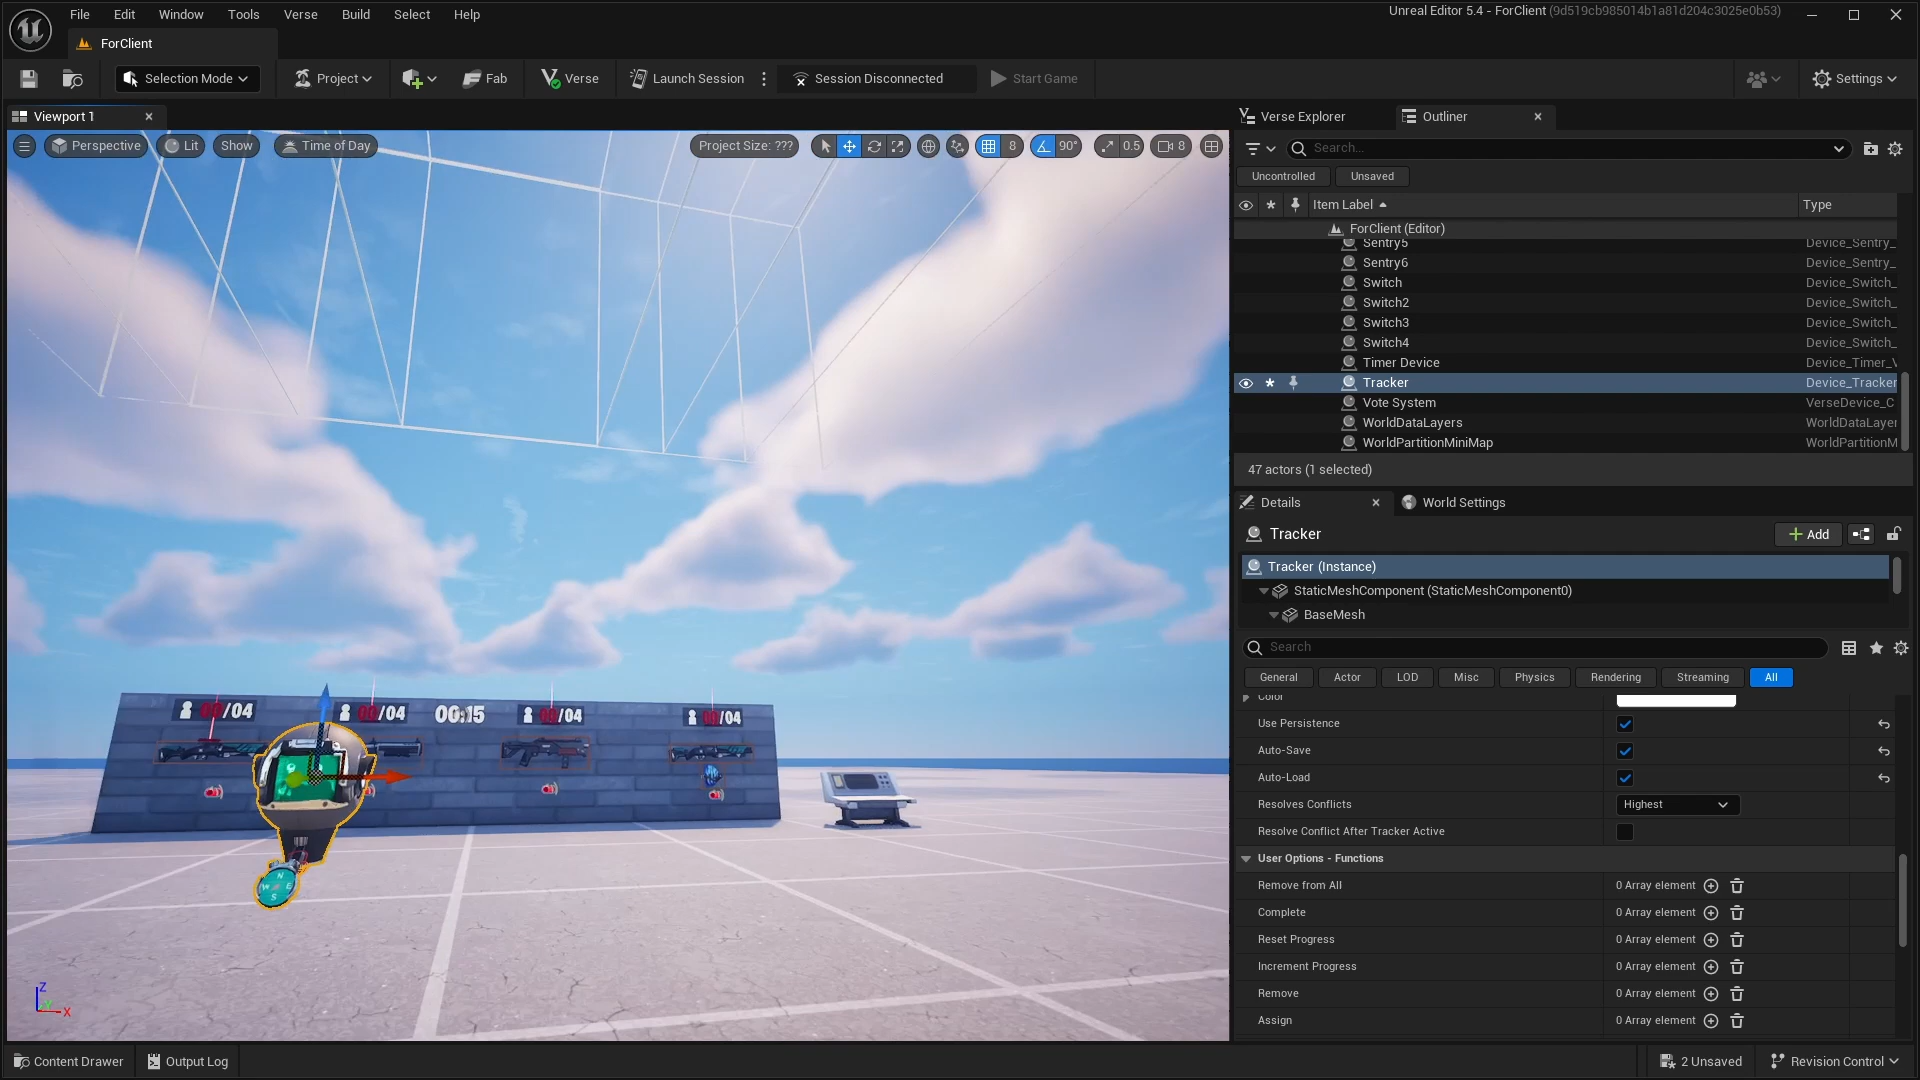 File Edit Window Tools Verse Build Select Help
Unreal Editor 5.4 - ForClient (9d519cb985014b1a81d204c3025e0b53)
ForClient
Selection Mode Project Fab Verse Launch Session Session Disconnected Start Game Settings
Viewport 1
Perspective Lit Show Time of Day Project Size: ??? 8 90° 0.5 8
/04
/04
00:15
/04
/04
N
W E
S
Z
X
Verse Explorer Outliner
Search...
Uncontrolled Unsaved
Item Label Type
ForClient (Editor)
Sentry5 Device_Sentry_
Sentry6 Device_Sentry_
Switch Device_Switch_
Switch2 Device_Switch_
Switch3 Device_Switch_
Switch4 Device_Switch_
Timer Device Device_Timer_V
Tracker Device_Tracker
Vote System VerseDevice_C
WorldDataLayers WorldDataLayer
WorldPartitionMiniMap WorldPartitionM
47 actors (1 selected)
Details World Settings
Tracker Add
Tracker (Instance)
StaticMeshComponent (StaticMeshComponent0)
BaseMesh
Search
General Actor LOD Misc Physics Rendering Streaming All
Color
Use Persistence
Auto-Save
Auto-Load
Resolves Conflicts Highest
Resolve Conflict After Tracker Active
User Options - Functions
Remove from All 0 Array element
Complete 0 Array element
Reset Progress 0 Array element
Increment Progress 0 Array element
Remove 0 Array element
Assign 0 Array element
Content Drawer Output Log 2 Unsaved Revision Control